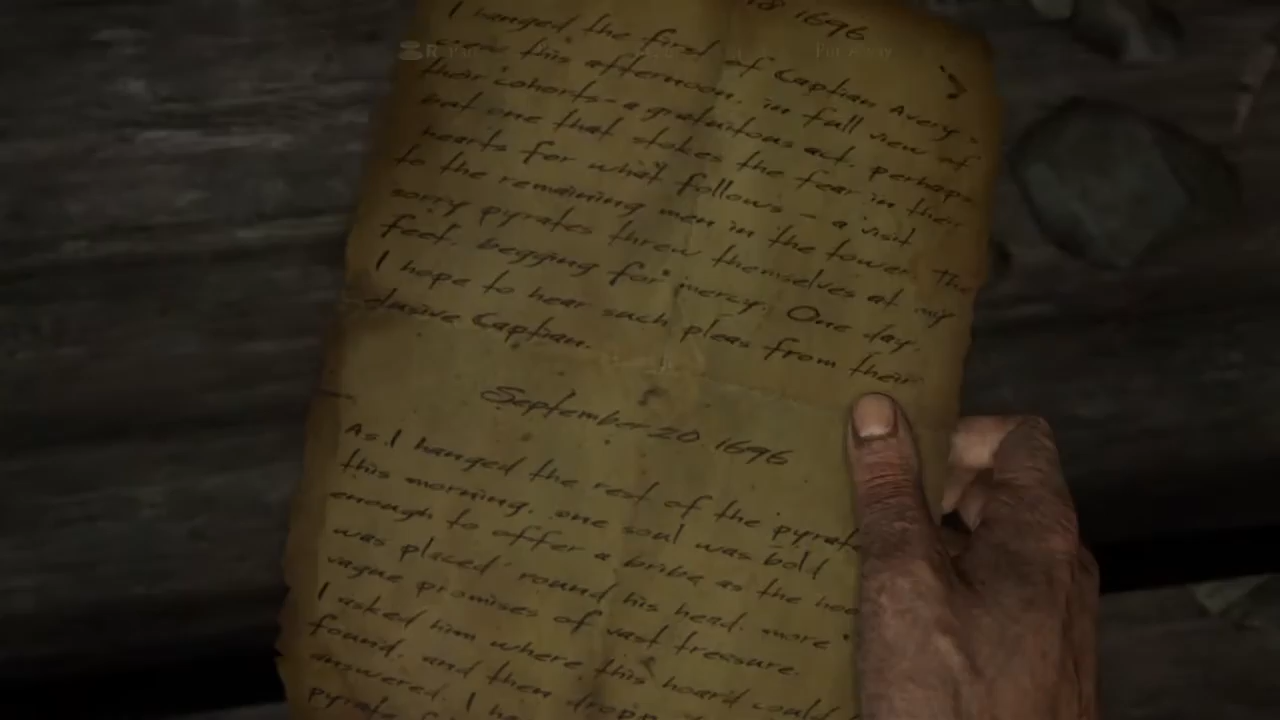 18 1696
I hanged the first of Captian Avery's
crew this afternoon, in full view of
their cohorts- a gratuitous act, perhaps
but one that stokes the fear in their
hearts for what follows - a visit
to the remaining men in the tower. The
sorry pyrates threw themselves at my
feet, begging for mercy. One day,
I hope to hear such pleas from their
elusive Captian.
September 20 1696
As I hanged the rest of the
this morning, one soul was bold
enough to offer a bribe as the
was placed 'round his head. more
vague promises of vast treasure.
I asked him where this hoard could
found, and then
answered. I